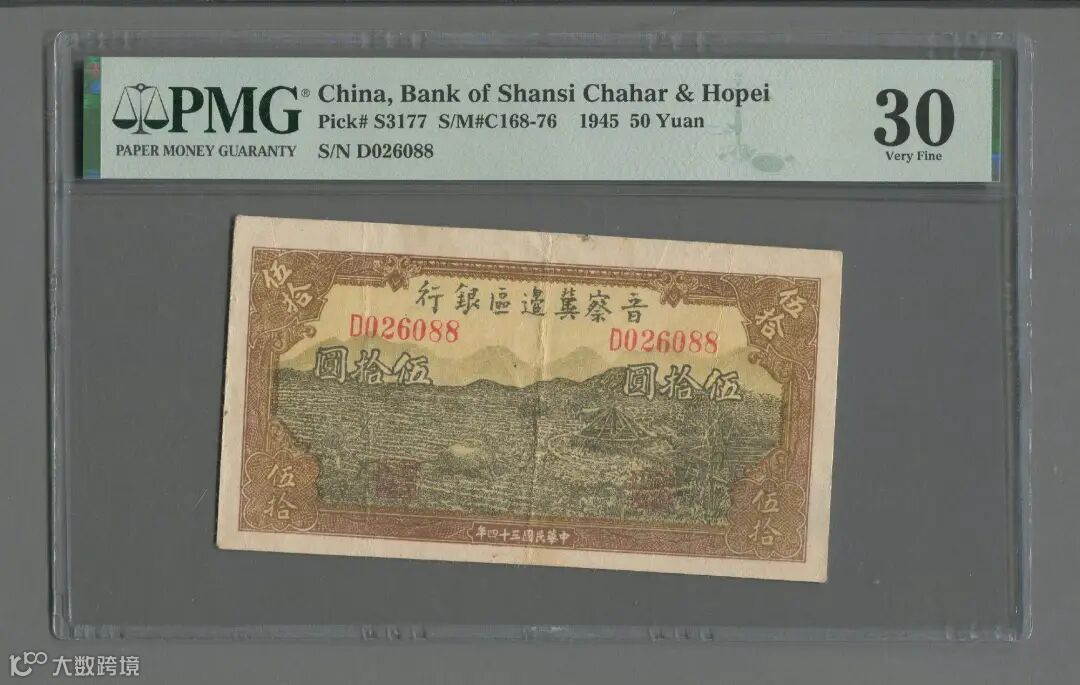 PMG®
PAPER MONEY GUARANTY
China, Bank of Shansi Chahar & Hopei
Pick# S3177 S/M#C168-76 1945 50 Yuan
S/N D026088
30
Very Fine
晋察冀邊區銀行
伍拾
伍拾
D026088
D026088
伍拾圓
伍拾圓
伍拾
伍拾
中華民國三十四年
大数跨境